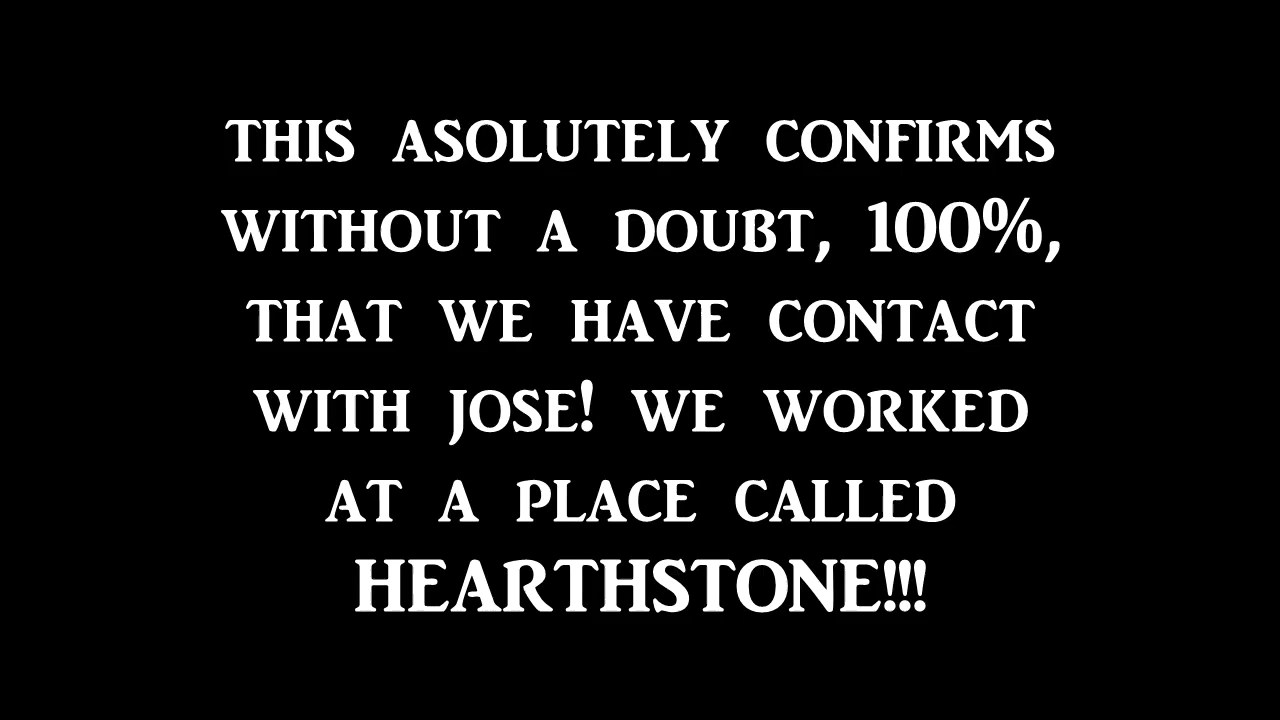 THIS ASOLUTELY CONFIRMS
WITHOUT A DOUBT, 100%,
THAT WE HAVE CONTACT
WITH JOSE! WE WORKED
AT A PLACE CALLED
HEARTHSTONE!!!